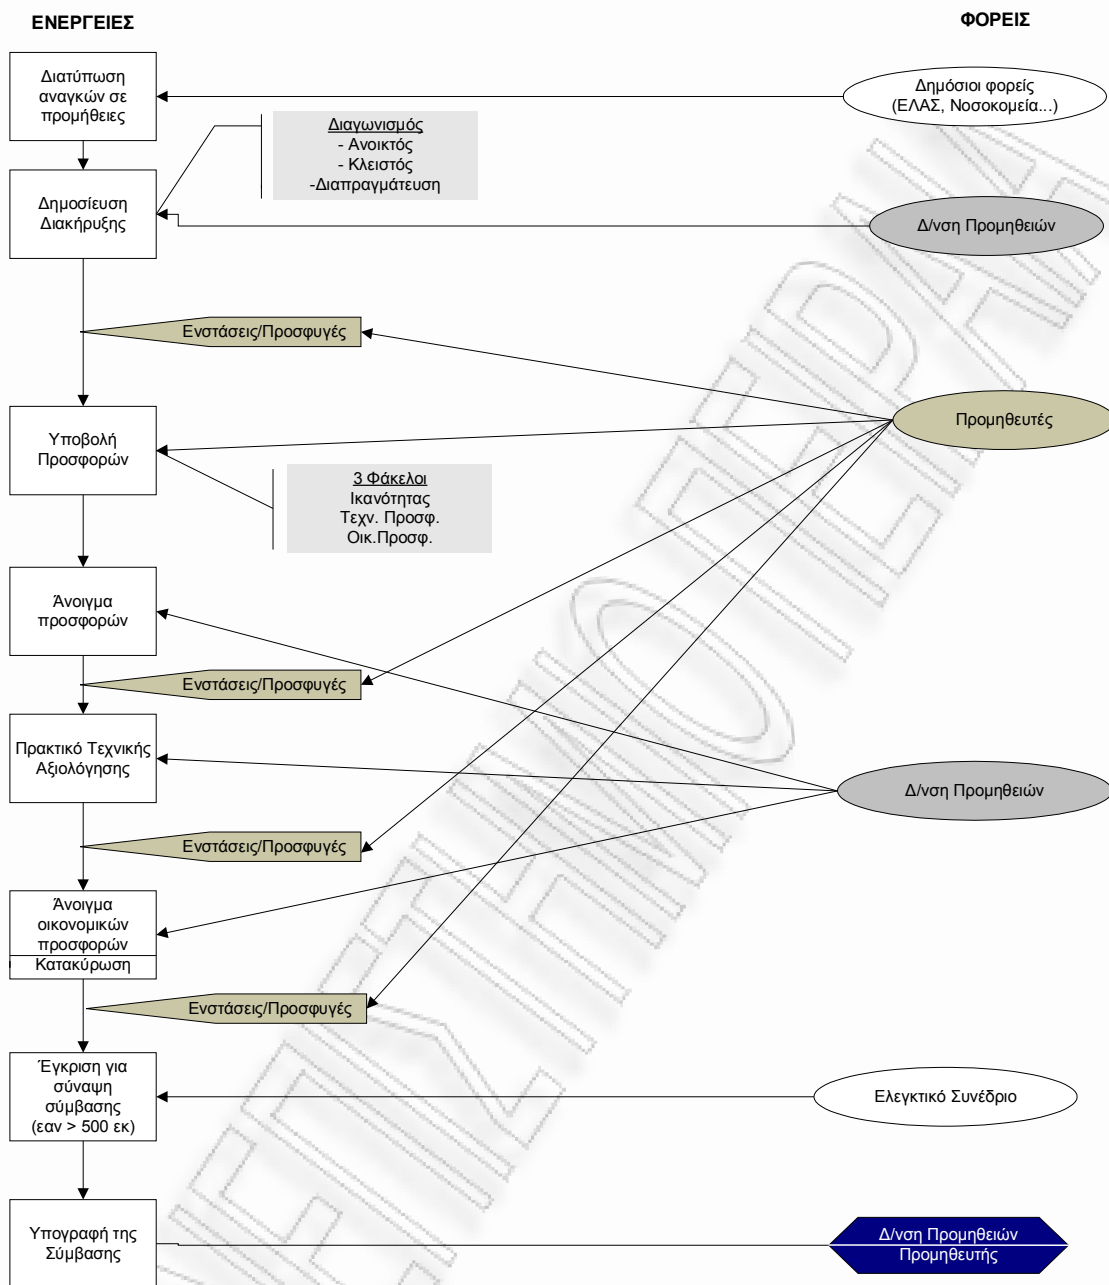 ΕΝΕΡΓΕΙΕΣ
ΦΟΡΕΙΣ
Διατύπωση
αναγκών σε
προμήθειες
Δημόσιοι φορείς
(ΕΛΑΣ, Νοσοκομεία...)
Διαγωνισμός
- Ανοικτός
- Κλειστός
-Διαπραγμάτευση
Δημοσίευση
Διακήρυξης
Δ/νση Προμηθειών
Ενστάσεις/Προσφυγές
Προμηθευτές
Υποβολή
Προσφορών
3 Φάκελοι
Ικανότητας
Τεχν. Προσφ.
Οικ.Προσφ.
Άνοιγμα
προσφορών
Ενστάσεις/Προσφυγές
Πρακτικό Τεχνικής
Αξιολόγησης
Δ/νση Προμηθειών
Ενστάσεις/Προσφυγές
Άνοιγμα
οικονομικών
προσφορών
Κατακύρωση
Ενστάσεις/Προσφυγές
Έγκριση για
σύναψη
σύμβασης
(εαν > 500 εκ)
Ελεγκτικό Συνέδριο
Υπογραφή της
Σύμβασης
Δ/νση Προμηθειών
Προμηθευτής